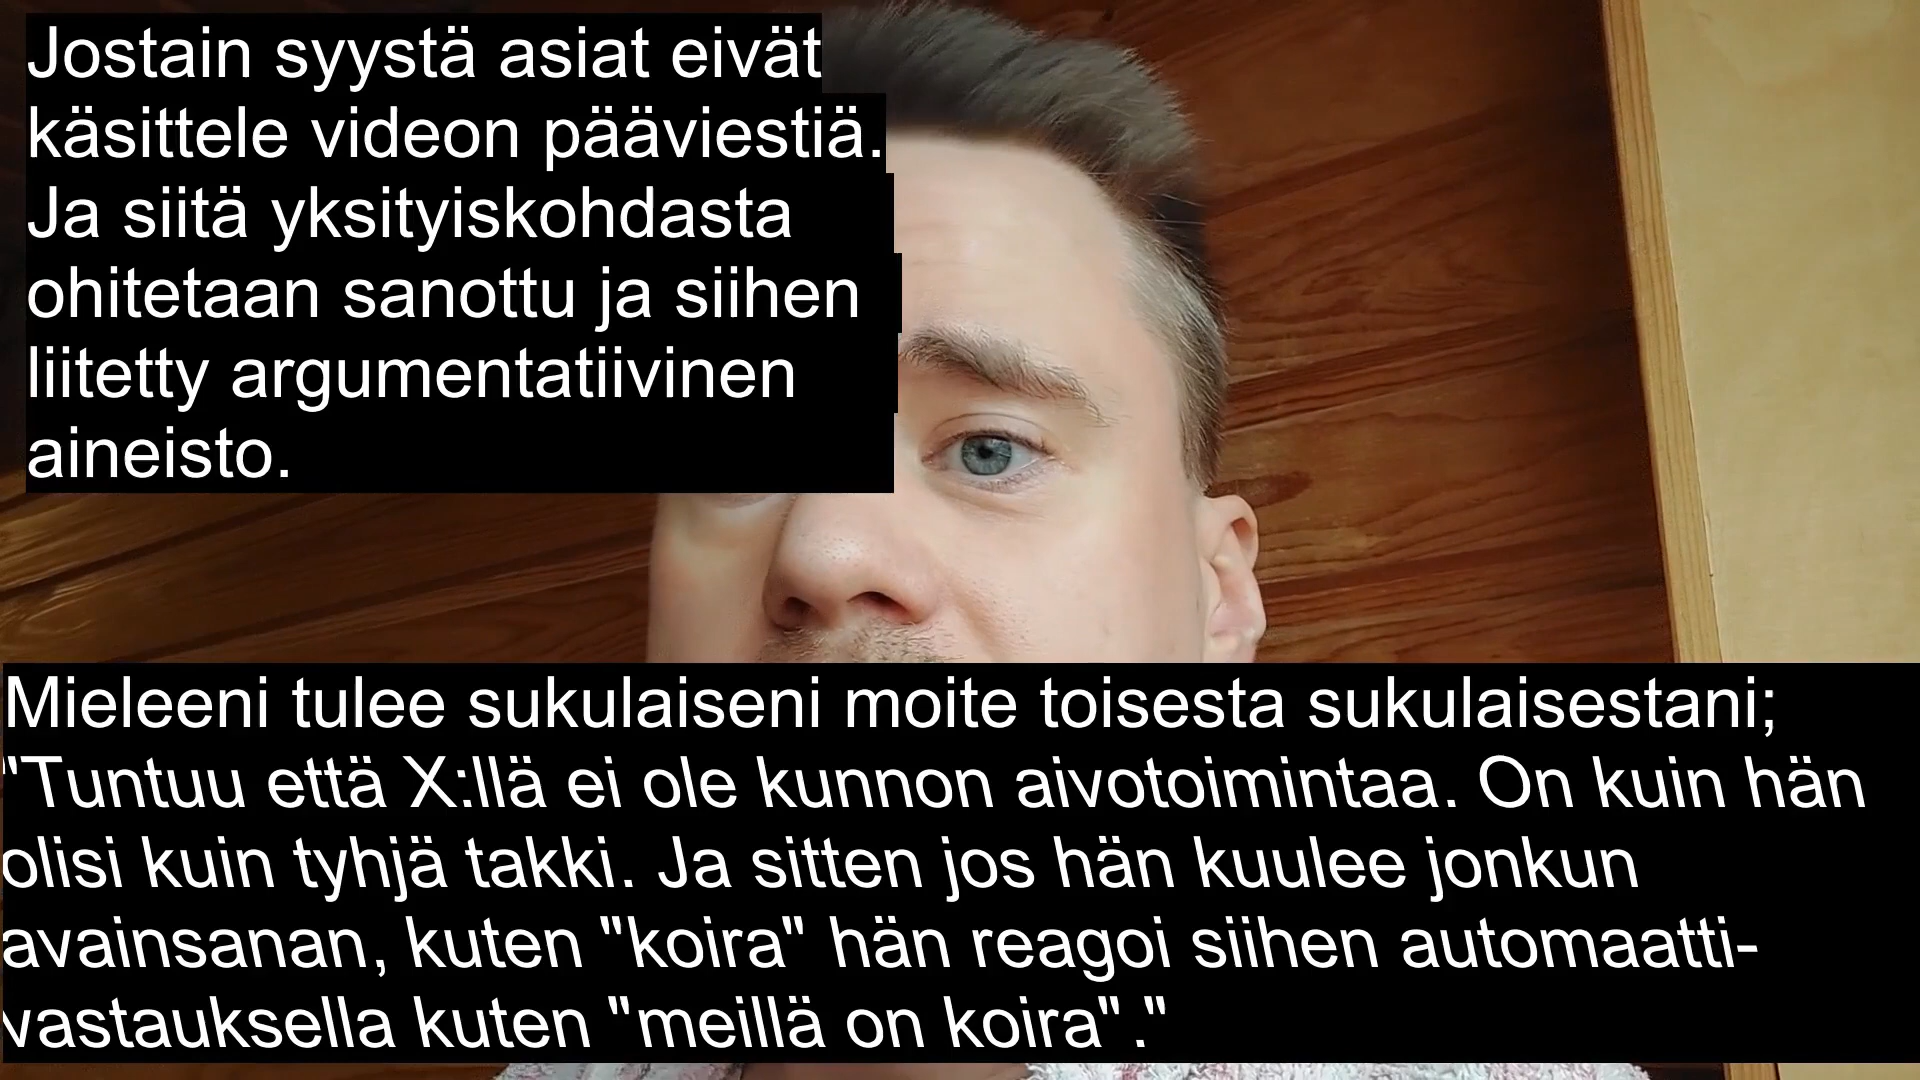 Jostain syystä asiat eivät
käsittele videon pääviestiä.
Ja siitä yksityiskohdasta
ohitetaan sanottu ja siihen
liitetty argumentatiivinen
aineisto.
Mieleeni tulee sukulaiseni moite toisesta sukulaisestani;
"Tuntuu että X:llä ei ole kunnon aivotoimintaa. On kuin hän
olisi kuin tyhjä takki. Ja sitten jos hän kuulee jonkun
avainsanan, kuten "koira" hän reagoi siihen automaatti-
vastauksella kuten "meillä on koira"."